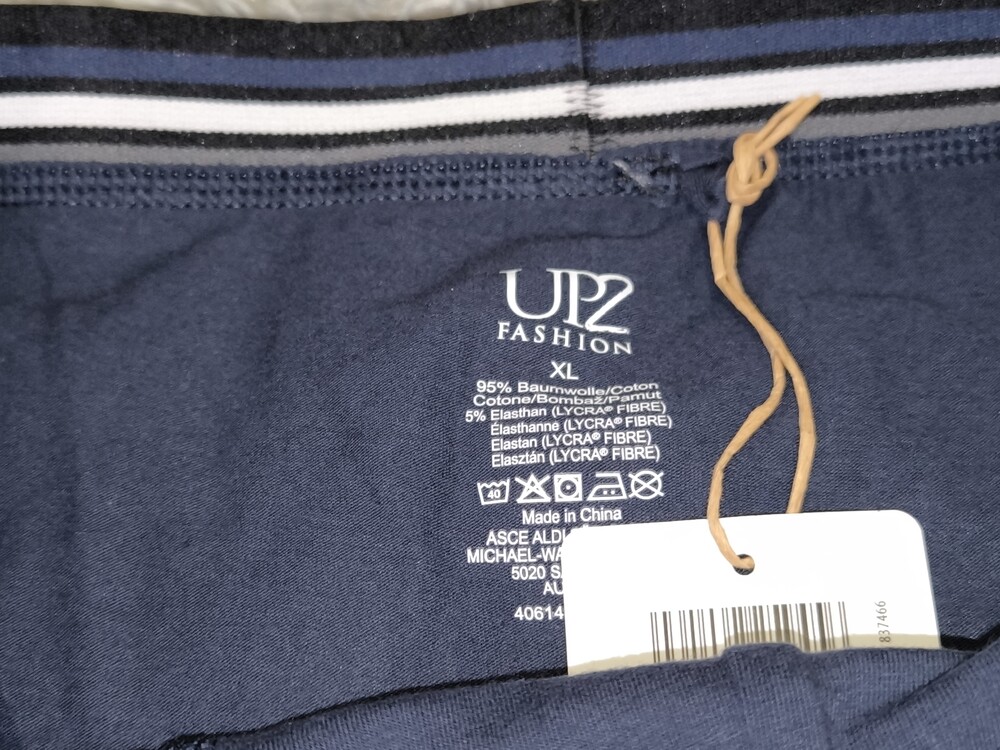 UP2
FASHION
XL
95% Baumwolle/Coton
Cotone/Bombaž/Pamut
5% Elasthan (LYCRA® FIBRE)
Élasthanne (LYCRA® FIBRE)
Elastan (LYCRA® FIBRE)
Elasztán (LYCRA® FIBRE)
40
Made in China
ASCE ALDI
MICHAEL-WA
5020 S
AU
40614
837466